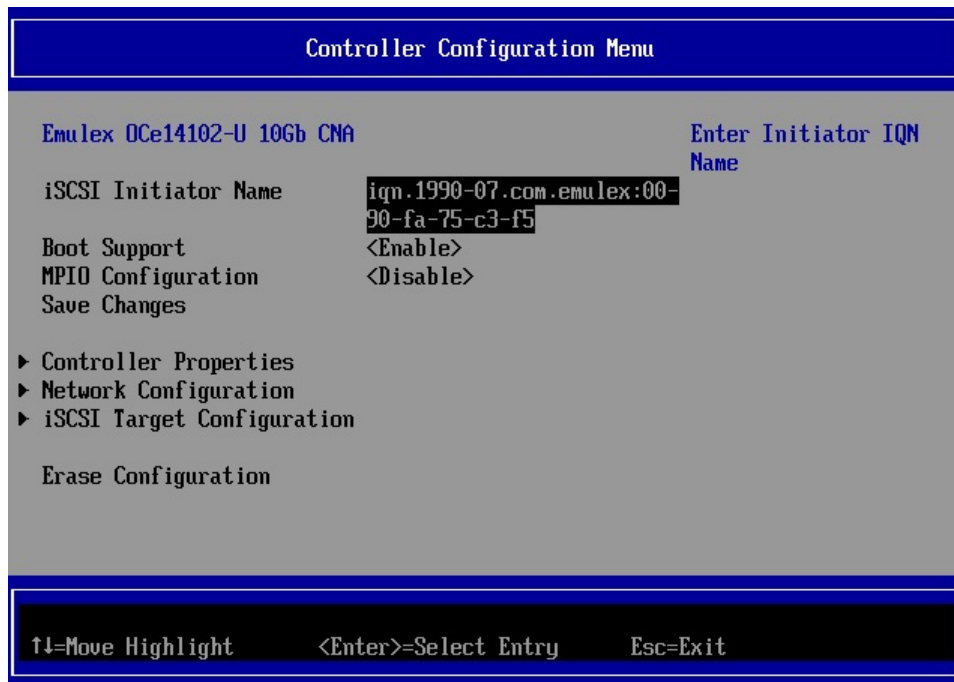 Controller Configuration Menu
Emulex OCe14102-U 10Gb CNA
Enter Initiator IQN
Name
iSCSI Initiator Name iqn.1990-07.com.emulex:00-
90-fa-75-c3-f5
Boot Support <Enable>
MPIO Configuration <Disable>
Save Changes
▶ Controller Properties
▶ Network Configuration
▶ iSCSI Target Configuration
Erase Configuration
↑↓=Move Highlight <Enter>=Select Entry Esc=Exit